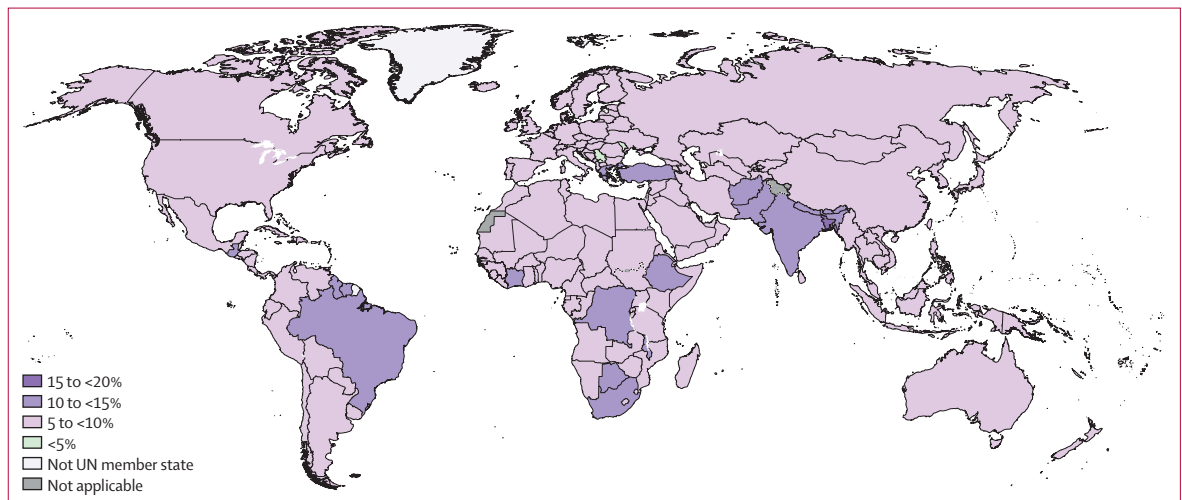 15 to <20%
10 to <15%
5 to <10%
<5%
Not UN member state
Not applicable